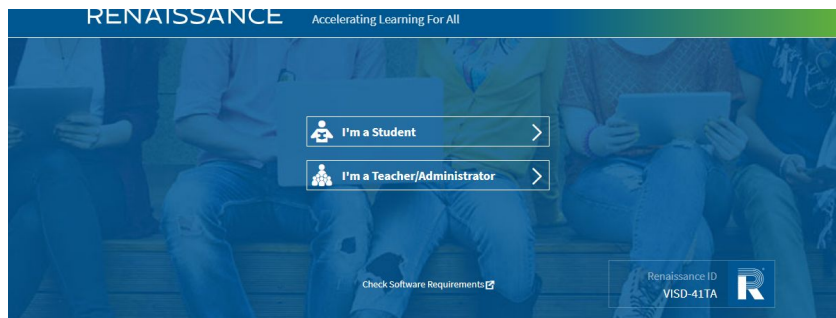 RENAISSANCE
Accelerating Learning For All
I'm a Student
I'm a Teacher/Administrator
Check Software Requirements
Renaissance ID
VISD-41TA
R